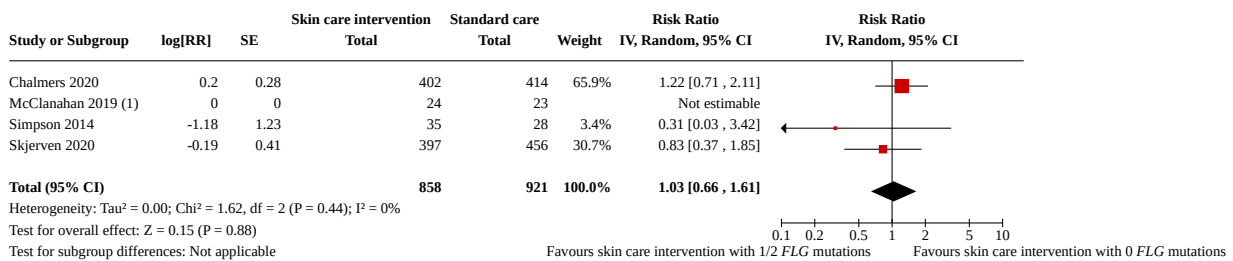 Skin care intervention Standard care Risk Ratio Risk Ratio
Study or Subgroup log[RR] SE Total Total Weight IV, Random, 95% CI IV, Random, 95% CI
Chalmers 2020 0.2 0.28 402 414 65.9% 1.22 [0.71 , 2.11]
McClanahan 2019 (1) 0 0 24 23 Not estimable
Simpson 2014 -1.18 1.23 35 28 3.4% 0.31 [0.03 , 3.42]
Skjerven 2020 -0.19 0.41 397 456 30.7% 0.83 [0.37 , 1.85]
Total (95% CI) 858 921 100.0% 1.03 [0.66 , 1.61]
Heterogeneity: Tau² = 0.00; Chi² = 1.62, df = 2 (P = 0.44); I² = 0%
Test for overall effect: Z = 0.15 (P = 0.88) 0.1 0.2 0.5 1 2 5 10
Test for subgroup differences: Not applicable Favours skin care intervention with 1/2 FLG mutations Favours skin care intervention with 0 FLG mutations